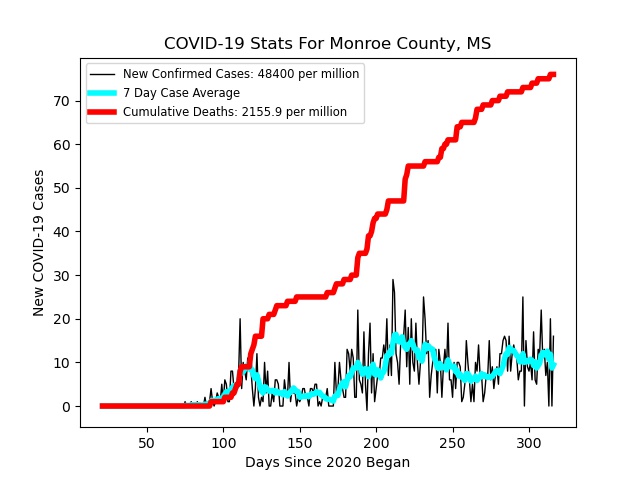 COVID-19 Stats For Monroe County, MS
New Confirmed Cases: 48400 per million
7 Day Case Average
Cumulative Deaths: 2155.9 per million
New COVID-19 Cases
70
60
50
40
30
20
10
0
50 100 150 200 250 300
Days Since 2020 Began